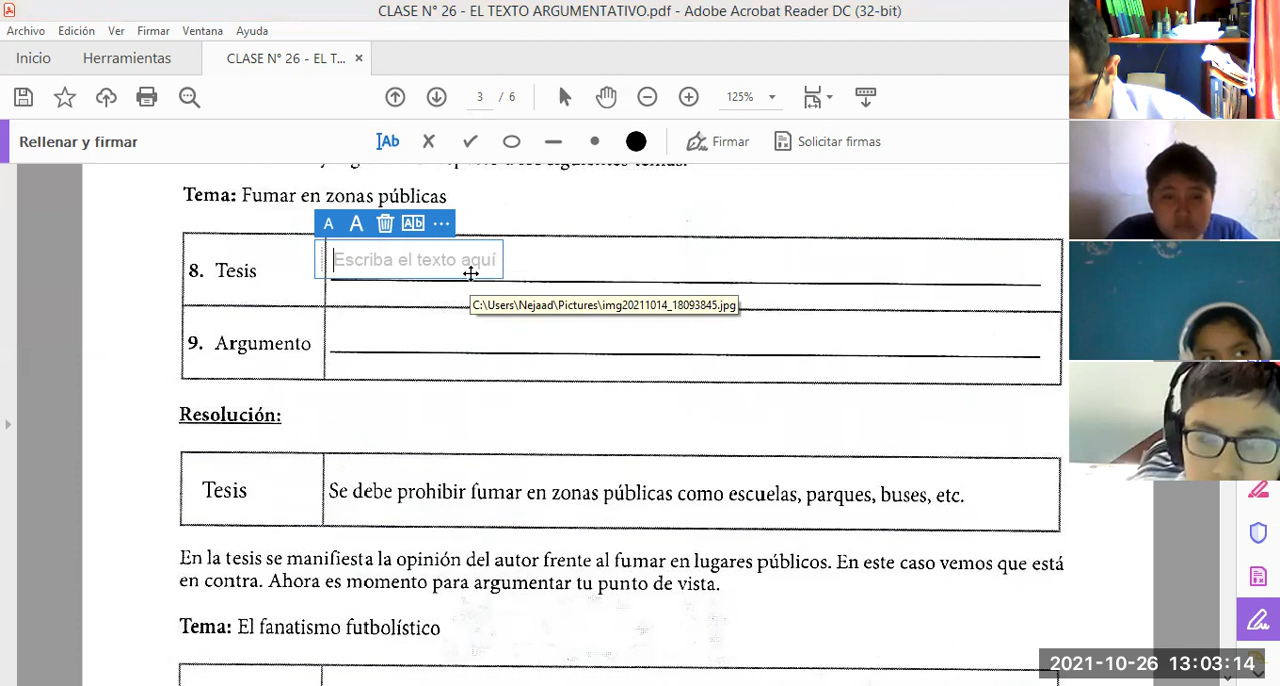 CLASE N° 26 - EL TEXTO ARGUMENTATIVO.pdf - Adobe Acrobat Reader DC (32-bit)
Archivo Edición Ver Firmar Ventana Ayuda
Inicio Herramientas CLASE N° 26 - EL T... ×
3 / 6 125%
Rellenar y firmar Ab Firmar Solicitar firmas
Tema: Fumar en zonas públicas
A A Ab ...
8. Tesis Escriba el texto aquí
C:\Users\Nejaad\Pictures\img20211014_18093845.jpg
9. Argumento
Resolución:
Tesis Se debe prohibir fumar en zonas públicas como escuelas, parques, buses, etc.
En la tesis se manifiesta la opinión del autor frente al fumar en lugares públicos. En este caso vemos que está
en contra. Ahora es momento para argumentar tu punto de vista.
Tema: El fanatismo futbolístico
2021-10-26 13:03:14